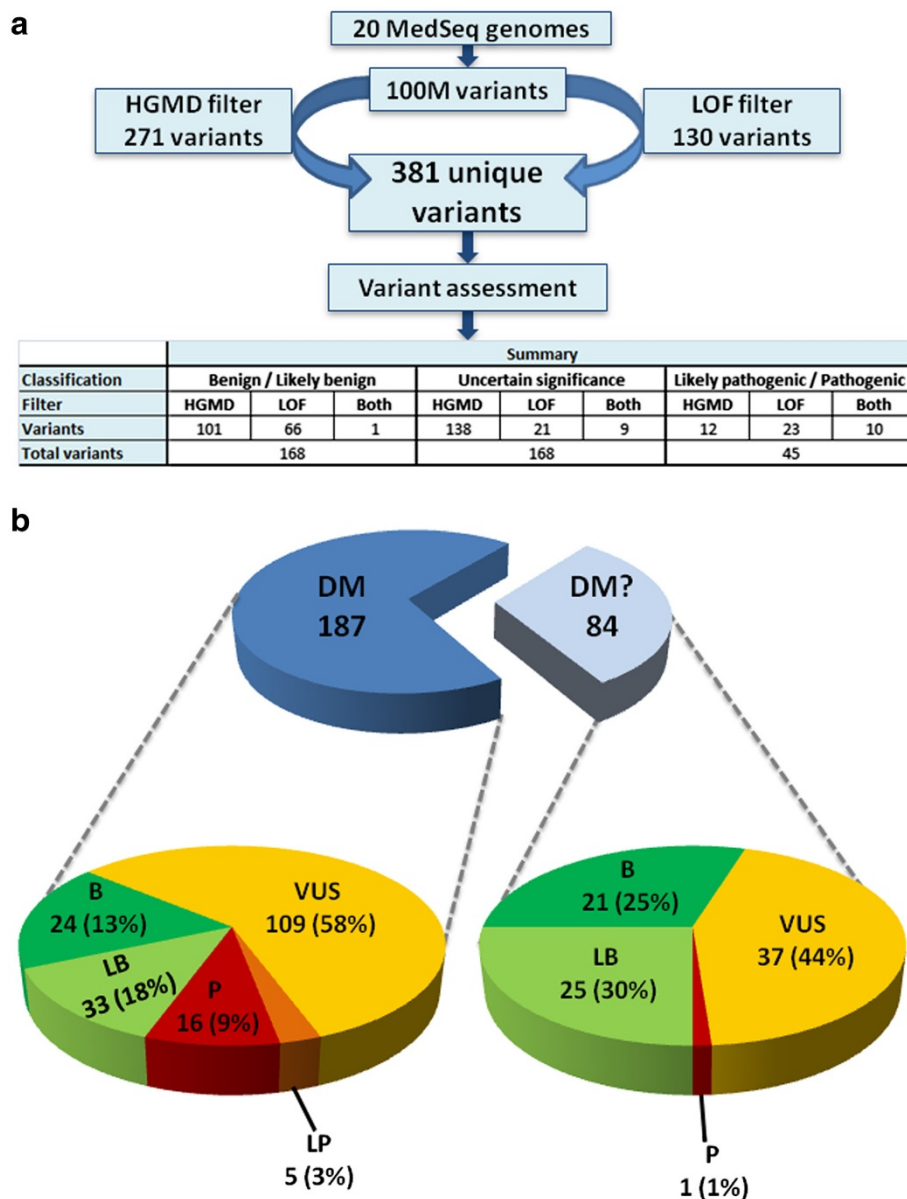 a
20 MedSeq genomes
100M variants
HGMD filter
271 variants
LOF filter
130 variants
381 unique
variants
Variant assessment
Summary
Classification Benign / Likely benign Uncertain significance Likely pathogenic / Pathogenic
Filter HGMD LOF Both HGMD LOF Both HGMD LOF Both
Variants 101 66 1 138 21 9 12 23 10
Total variants 168 168 45
b
DM
187
DM?
84
B
24 (13%)
VUS
109 (58%)
LB
33 (18%)
P
16 (9%)
LP
5 (3%)
B
21 (25%)
VUS
37 (44%)
LB
25 (30%)
P
1 (1%)